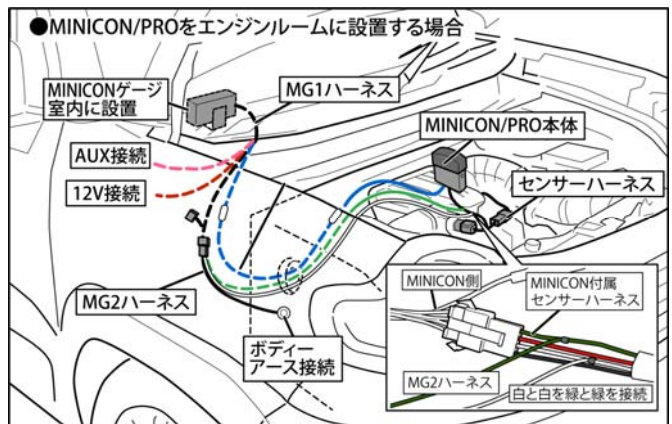 ●MINICON/PROをエンジンルームに設置する場合
MINICONゲージ
室内に設置
MG1ハーネス
MINICON/PRO本体
AUX接続
センサーハーネス
12V接続
MINICON側
MINICON付属
センサーハーネス
MG2ハーネス
ボディー
アース接続
MG2ハーネス
白と白を緑と緑を接続